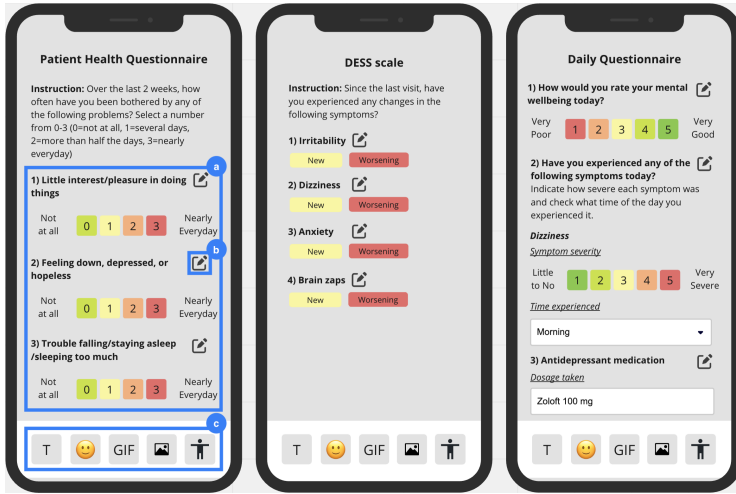 Patient Health Questionnaire
Instruction: Over the last 2 weeks, how
often have you been bothered by any of
the following problems? Select a number
from 0-3 (0=not at all, 1=several days,
2=more than half the days, 3=nearly
everyday)
a
1) Little interest/pleasure in doing
things
Not
at all
0 1 2 3
Nearly
Everyday
b
2) Feeling down, depressed, or
hopeless
Not
at all
0 1 2 3
Nearly
Everyday
3) Trouble falling/staying asleep
/sleeping too much
Not
at all
0 1 2 3
Nearly
Everyday
c
T GIF
DESS scale
Instruction: Since the last visit, have
you experienced any changes in the
following symptoms?
1) Irritability
New Worsening
2) Dizziness
New Worsening
3) Anxiety
New Worsening
4) Brain zaps
New Worsening
T GIF
Daily Questionnaire
1) How would you rate your mental
wellbeing today?
Very
Poor
1 2 3 4 5
Very
Good
2) Have you experienced any of the
following symptoms today?
Indicate how severe each symptom was
and check what time of the day you
experienced it.
Dizziness
Symptom severity
Little
to No
1 2 3 4 5
Very
Severe
Time experienced
Morning
3) Antidepressant medication
Dosage taken
Zoloft 100 mg
T GIF